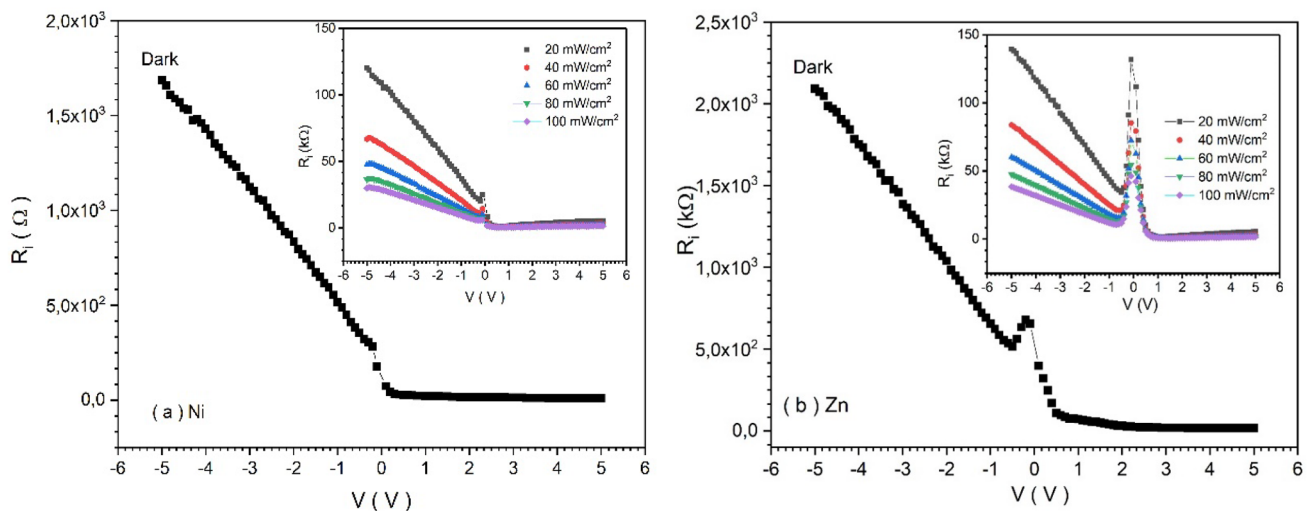 2,0x10³
1,5x10³
1,0x10³
5,0x10²
0,0
Rᵢ ( Ω )
Dark
( a ) Ni
-6 -5 -4 -3 -2 -1 0 1 2 3 4 5 6
V ( V )
150
100
50
0
Rᵢ (kΩ)
20 mW/cm²
40 mW/cm²
60 mW/cm²
80 mW/cm²
100 mW/cm²
-6 -5 -4 -3 -2 -1 0 1 2 3 4 5 6
V ( V )
2,5x10³
2,0x10³
1,5x10³
1,0x10³
5,0x10²
0,0
Rᵢ (kΩ)
Dark
( b ) Zn
-6 -5 -4 -3 -2 -1 0 1 2 3 4 5 6
V ( V )
150
100
50
0
Rᵢ (kΩ)
20 mW/cm²
40 mW/cm²
60 mW/cm²
80 mW/cm²
100 mW/cm²
-6 -5 -4 -3 -2 -1 0 1 2 3 4 5 6
V (V)